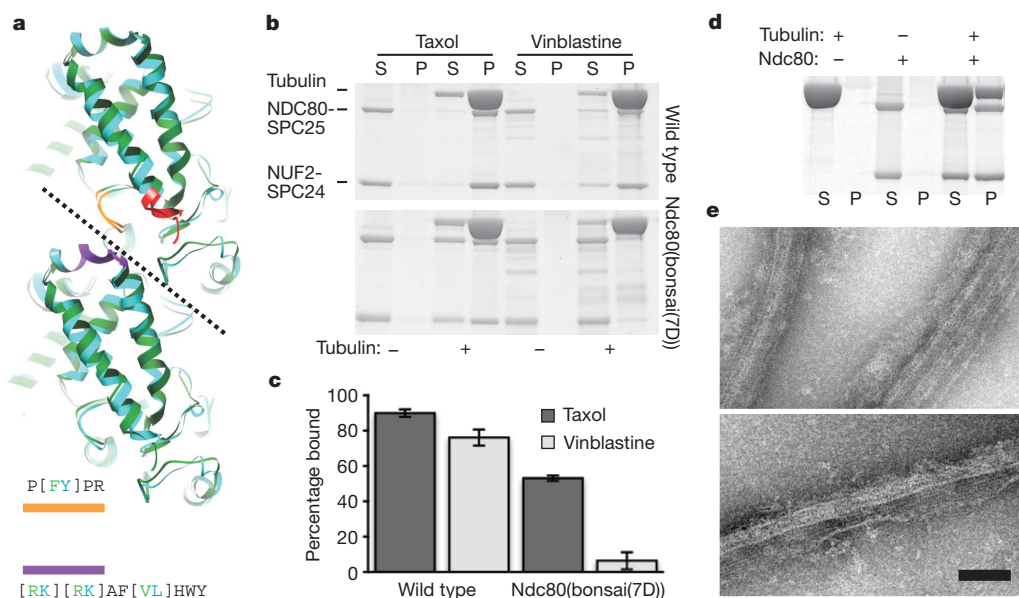 a
P[FY]PR
[RK][RK]AF[VL]HWY
b
Taxol Vinblastine
S P S P S P S P
Tubulin
NDC80-
SPC25
NUF2-
SPC24
Wild type
Ndc80(bonsai(7D))
Tubulin: – + – +
c
Percentage bound
100
80
60
40
20
0
Taxol
Vinblastine
Wild type Ndc80(bonsai(7D))
d
Tubulin: + – +
Ndc80: – + +
S P S P S P
e